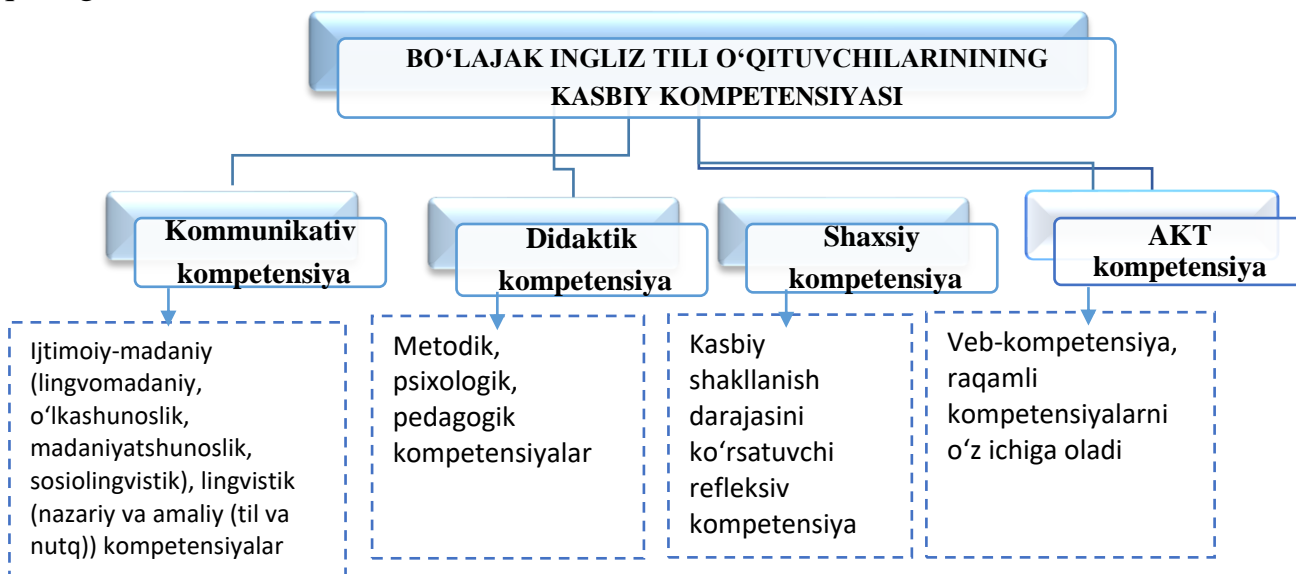 BO‘LAJAK INGLIZ TILI O‘QITUVCHILARINING
KASBIY KOMPETENSIYASI
Kommunikativ
kompetensiya
Didaktik
kompetensiya
Shaxsiy
kompetensiya
AKT
kompetensiya
Ijtimoiy-madaniy
(lingvomadaniy,
o‘lkashunoslik,
madaniyatshunoslik,
sosiolingvistik), lingvistik
(nazariy va amaliy (til va
nutq)) kompetensiyalar
Metodik,
psixologik,
pedagogik
kompetensiyalar
Kasbiy
shakllanish
darajasini
ko‘rsatuvchi
refleksiv
kompetensiya
Veb-kompetensiya,
raqamli
kompetensiyalarni
o‘z ichiga oladi